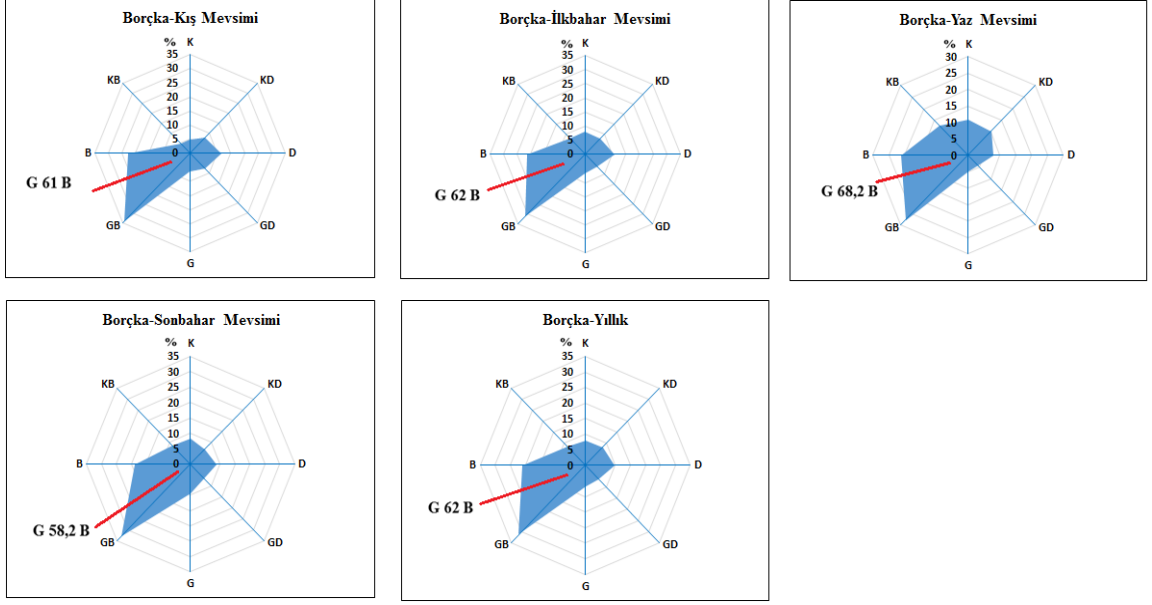 Borçka-Kış Mevsimi
% K
35
30
25
20
15
10
5
0
KB
KD
B
D
G 61 B
GB
GD
G
Borçka-İlkbahar Mevsimi
% K
35
30
25
20
15
10
5
0
KB
KD
B
D
G 62 B
GB
GD
G
Borçka-Yaz Mevsimi
% K
30
25
20
15
10
5
0
KB
KD
B
D
G 68,2 B
GB
GD
G
Borçka-Sonbahar Mevsimi
% K
35
30
25
20
15
10
5
0
KB
KD
B
D
G 58,2 B
GB
GD
G
Borçka-Yıllık
% K
35
30
25
20
15
10
5
0
KB
KD
B
D
G 62 B
GB
GD
G